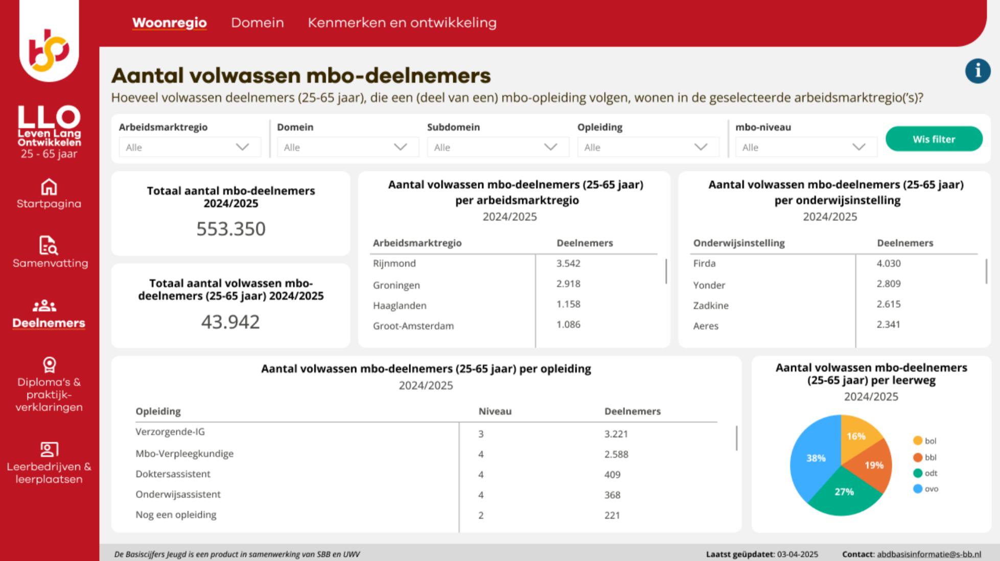 Woonregio Domein Kenmerken en ontwikkeling
LLO
Leven Lang
Ontwikkelen
25 - 65 jaar
Startpagina
Samenvatting
Deelnemers
Diploma's &
praktijk-
verklaringen
Leerbedrijven &
leerplaatsen
Aantal volwassen mbo-deelnemers
Hoeveel volwassen deelnemers (25-65 jaar), die een (deel van een) mbo-opleiding volgen, wonen in de geselecteerde arbeidsmarktregio('s)?
Arbeidsmarktregio Domein Subdomein Opleiding mbo-niveau
Alle Alle Alle Alle Alle
Wis filter
Totaal aantal mbo-deelnemers
2024/2025
553.350
Totaal aantal volwassen mbo-
deelnemers (25-65 jaar) 2024/2025
43.942
Aantal volwassen mbo-deelnemers (25-65 jaar)
per arbeidsmarktregio
2024/2025
Arbeidsmarktregio Deelnemers
Rijnmond 3.542
Groningen 2.918
Haaglanden 1.158
Groot-Amsterdam 1.086
Aantal volwassen mbo-deelnemers (25-65 jaar)
per onderwijsinstelling
2024/2025
Onderwijsinstelling Deelnemers
Firda 4.030
Yonder 2.809
Zadkine 2.615
Aeres 2.341
Aantal volwassen mbo-deelnemers (25-65 jaar) per opleiding
2024/2025
Opleiding Niveau Deelnemers
Verzorgende-IG 3 3.221
Mbo-Verpleegkundige 4 2.588
Doktersassistent 4 409
Onderwijsassistent 4 368
Nog een opleiding 2 221
Aantal volwassen mbo-deelnemers
(25-65 jaar) per leerweg
2024/2025
16%
19%
27%
38%
bol
bbl
odt
ovo
De Basiscijfers Jeugd is een product in samenwerking van SBB en UWV
Laatst geüpdatet: 03-04-2025 Contact: abdbasisinformatie@s-bb.nl